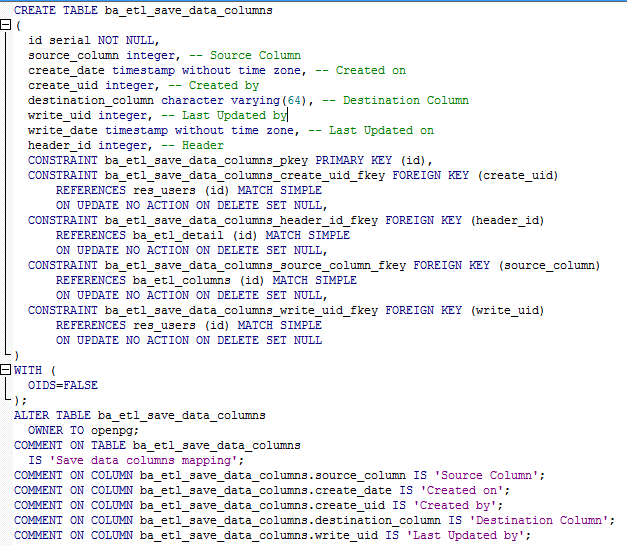 CREATE TABLE ba_etl_save_data_columns
(
id serial NOT NULL,
source_column integer, -- Source Column
create_date timestamp without time zone, -- Created on
create_uid integer, -- Created by
destination_column character varying(64), -- Destination Column
write_uid integer, -- Last Updated by
write_date timestamp without time zone, -- Last Updated on
header_id integer, -- Header
CONSTRAINT ba_etl_save_data_columns_pkey PRIMARY KEY (id),
CONSTRAINT ba_etl_save_data_columns_create_uid_fkey FOREIGN KEY (create_uid)
REFERENCES res_users (id) MATCH SIMPLE
ON UPDATE NO ACTION ON DELETE SET NULL,
CONSTRAINT ba_etl_save_data_columns_header_id_fkey FOREIGN KEY (header_id)
REFERENCES ba_etl_detail (id) MATCH SIMPLE
ON UPDATE NO ACTION ON DELETE SET NULL,
CONSTRAINT ba_etl_save_data_columns_source_column_fkey FOREIGN KEY (source_column)
REFERENCES ba_etl_columns (id) MATCH SIMPLE
ON UPDATE NO ACTION ON DELETE SET NULL,
CONSTRAINT ba_etl_save_data_columns_write_uid_fkey FOREIGN KEY (write_uid)
REFERENCES res_users (id) MATCH SIMPLE
ON UPDATE NO ACTION ON DELETE SET NULL
)
WITH (
OIDS=FALSE
);
ALTER TABLE ba_etl_save_data_columns
OWNER TO openpg;
COMMENT ON TABLE ba_etl_save_data_columns
IS 'Save data columns mapping';
COMMENT ON COLUMN ba_etl_save_data_columns.source_column IS 'Source Column';
COMMENT ON COLUMN ba_etl_save_data_columns.create_date IS 'Created on';
COMMENT ON COLUMN ba_etl_save_data_columns.create_uid IS 'Created by';
COMMENT ON COLUMN ba_etl_save_data_columns.destination_column IS 'Destination Column';
COMMENT ON COLUMN ba_etl_save_data_columns.write_uid IS 'Last Updated by';